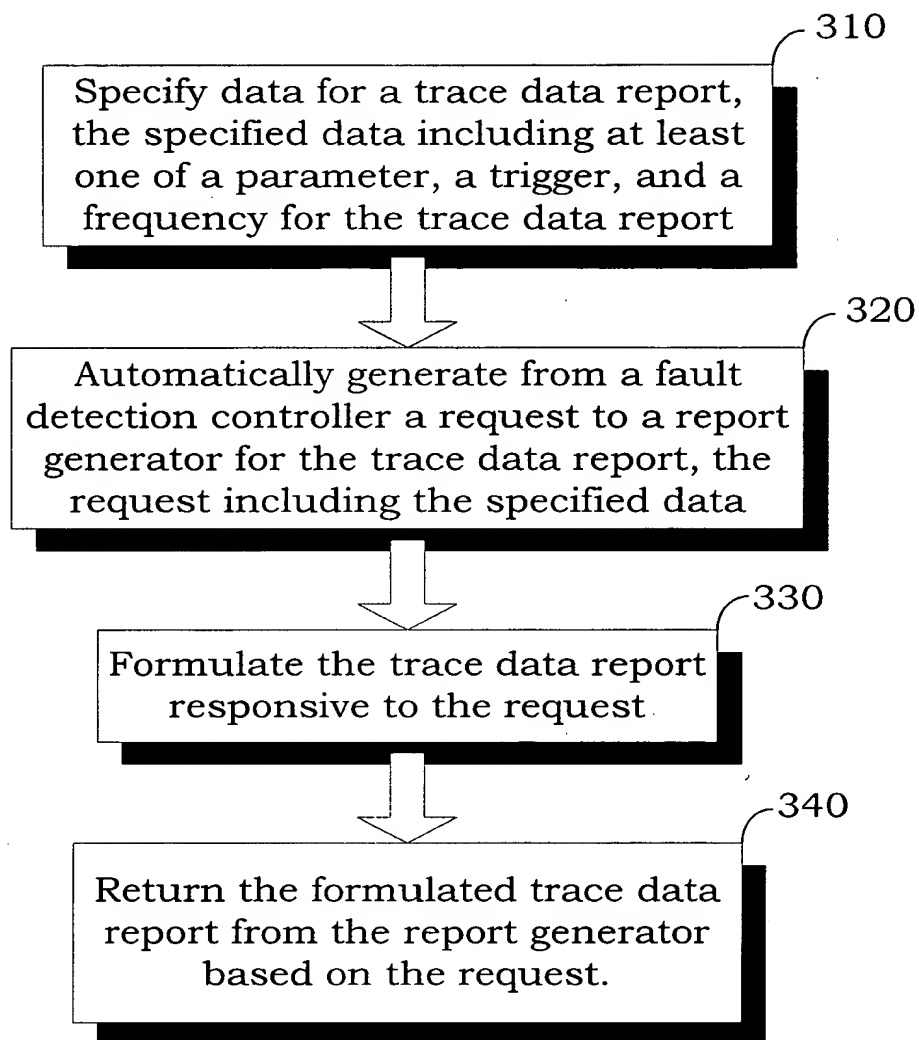 310
Specify data for a trace data report,
the specified data including at least
one of a parameter, a trigger, and a
frequency for the trace data report
320
Automatically generate from a fault
detection controller a request to a report
generator for the trace data report, the
request including the specified data
330
Formulate the trace data report
responsive to the request
340
Return the formulated trace data
report from the report generator
based on the request.